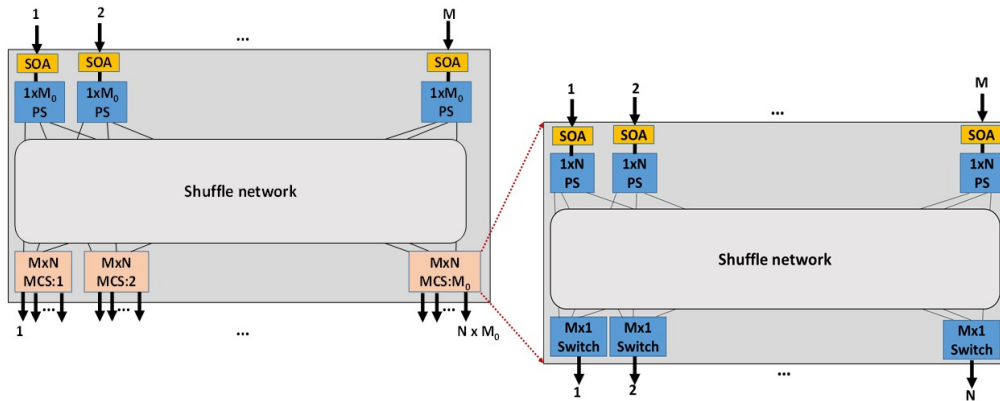 1 2 ... M
SOA SOA SOA
1xM₀ 1xM₀ 1xM₀
PS PS PS
Shuffle network
MxN MxN MxN
MCS:1 MCS:2 MCS:M₀
... ... ...
1 ... N x M₀
1 2 ... M
SOA SOA SOA
1xN 1xN 1xN
PS PS PS
Shuffle network
Mx1 Mx1 Mx1
Switch Switch Switch
1 2 ... N